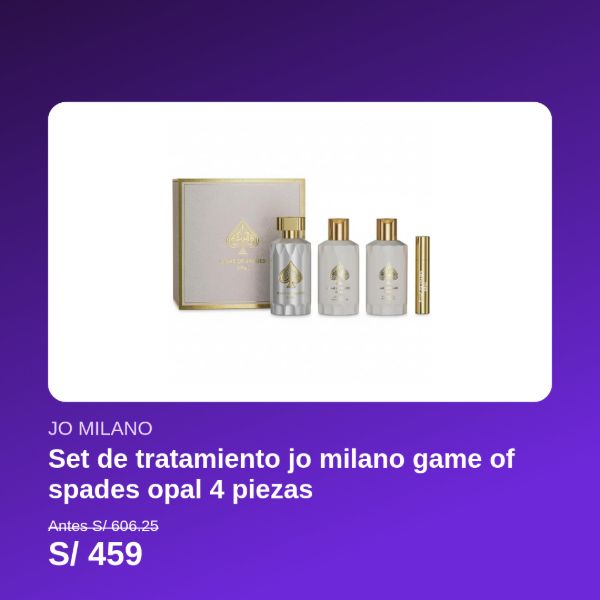 JO MILANO
Set de tratamiento jo milano game of
spades opal 4 piezas
Antes S/ 606.25
S/ 459